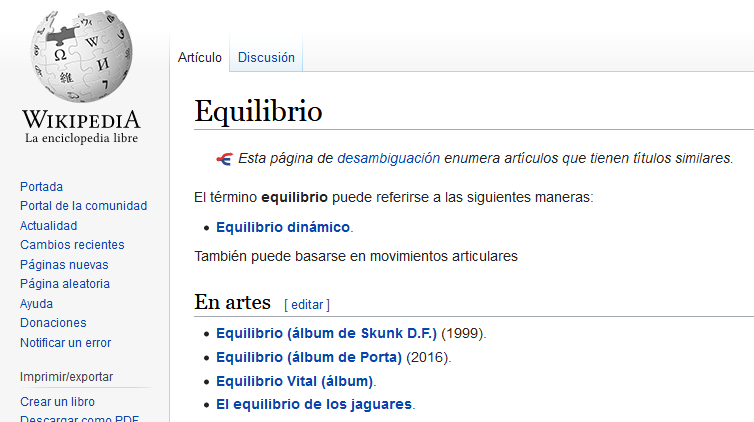 WIKIPEDIA
La enciclopedia libre
Portada
Portal de la comunidad
Actualidad
Cambios recientes
Páginas nuevas
Página aleatoria
Ayuda
Donaciones
Notificar un error
Imprimir/exportar
Crear un libro
Descargar como PDF
Artículo Discusión
Equilibrio
Esta página de desambiguación enumera artículos que tienen títulos similares.
El término equilibrio puede referirse a las siguientes maneras:
• Equilibrio dinámico.
También puede basarse en movimientos articulares
En artes [ editar ]
• Equilibrio (álbum de Skunk D.F.) (1999).
• Equilibrio (álbum de Porta) (2016).
• Equilibrio Vital (álbum).
• El equilibrio de los jaguares.